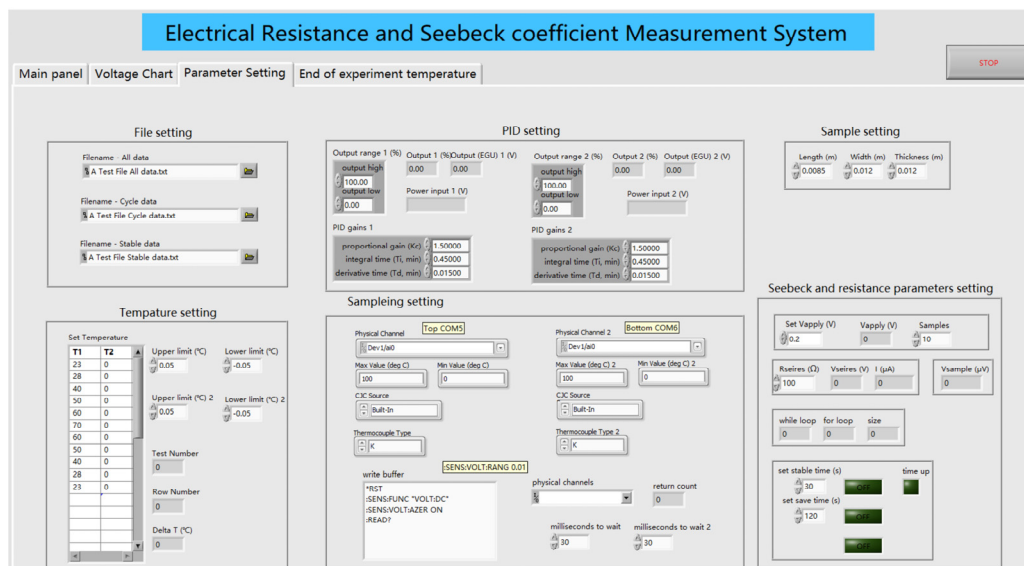 Electrical Resistance and Seebeck coefficient Measurement System
STOP
Main panel Voltage Chart Parameter Setting End of experiment temperature
File setting
Filename - All data
A Test File All data.txt
Filename - Cycle data
A Test File Cycle data.txt
Filename - Stable data
A Test File Stable data.txt
PID setting
Output range 1 (%) Output 1 (%) Output (EGU) 1 (V)
output high 0.00 0.00
100.00
output low Power input 1 (V)
0.00
PID gains 1
proportional gain (Kc) 1.50000
integral time (Ti, min) 0.45000
derivative time (Td, min) 0.01500
Output range 2 (%) Output 2 (%) Output (EGU) 2 (V)
output high 0.00 0.00
100.00
output low Power input 2 (V)
0.00
PID gains 2
proportional gain (Kc) 1.50000
integral time (Ti, min) 0.45000
derivative time (Td, min) 0.01500
Sample setting
Length (m) Width (m) Thickness (m)
0.0085 0.012 0.012
Tempature setting
Set Temperature
T1 T2
23 0
28 0
40 0
50 0
60 0
70 0
60 0
50 0
40 0
28 0
23 0
Upper limit (℃) Lower limit (℃)
0.05 -0.05
Upper limit (℃) 2 Lower limit (℃) 2
0.05 -0.05
Test Number
0
Row Number
0
Delta T (℃)
0
Sampleing setting
Physical Channel Top COM5
Dev1/ai0
Max Value (deg C) Min Value (deg C)
100 0
CJC Source
Built-In
Thermocouple Type
K
Physical Channel 2 Bottom COM6
Dev1/ai0
Max Value (deg C) 2 Min Value (deg C) 2
100 0
CJC Source
Built-In
Thermocouple Type 2
K
write buffer :SENS:VOLT:RANG 0.01
*RST
:SENS:FUNC "VOLT:DC"
:SENS:VOLT:AZER ON
:READ?
physical channels return count
0
milliseconds to wait milliseconds to wait 2
30 30
Seebeck and resistance parameters setting
Set Vapply (V) Vapply (V) Samples
0.2 0 10
Rseires (Ω) Vseires (V) I (μA) Vsample (μV)
100 0 0 0
while loop for loop size
0 0 0
set stable time (s) time up
30 OFF
set save time (s)
120 OFF
OFF